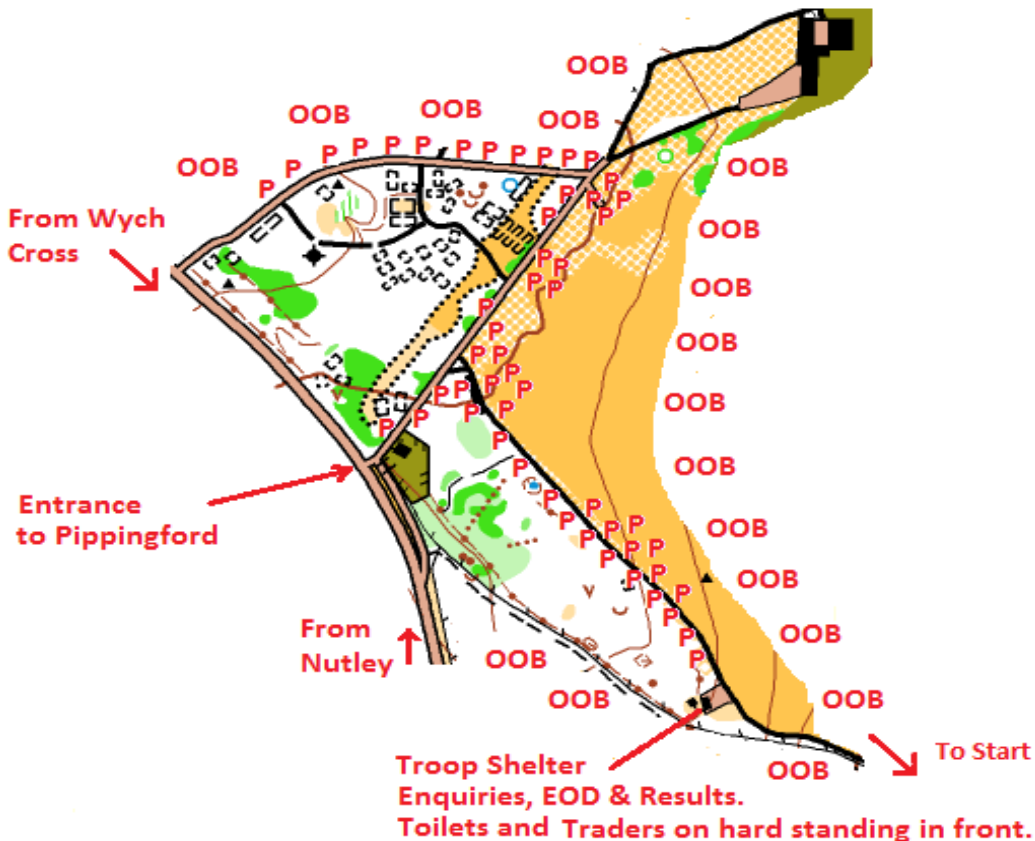 OOB
OOB
OOB
OOB
P P P P P P P P P P P P
OOB
OOB
P
P P P
P P
From Wych
Cross
OOB
P P
P P
OOB
P
P
OOB
P P
P
P P P P
OOB
P P
P
P
P
Entrance
to Pippingford
OOB
P
P
P
P P P
OOB
P P P
P
P P
OOB
P
P
P
P
OOB
P
From
Nutley
OOB
OOB
OOB
To Start
OOB
Troop Shelter
Enquiries, EOD & Results.
Toilets and Traders on hard standing in front.